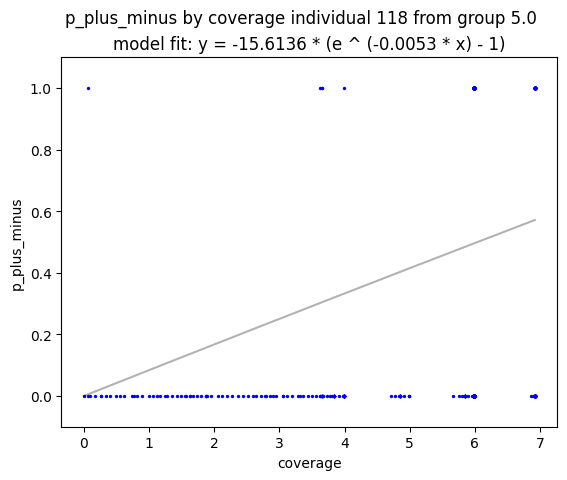 p_plus_minus by coverage individual 118 from group 5.0
model fit: y = -15.6136 * (e ^ (-0.0053 * x) - 1)
1.0
0.8
0.6
0.4
0.2
0.0
p_plus_minus
0 1 2 3 4 5 6 7
coverage